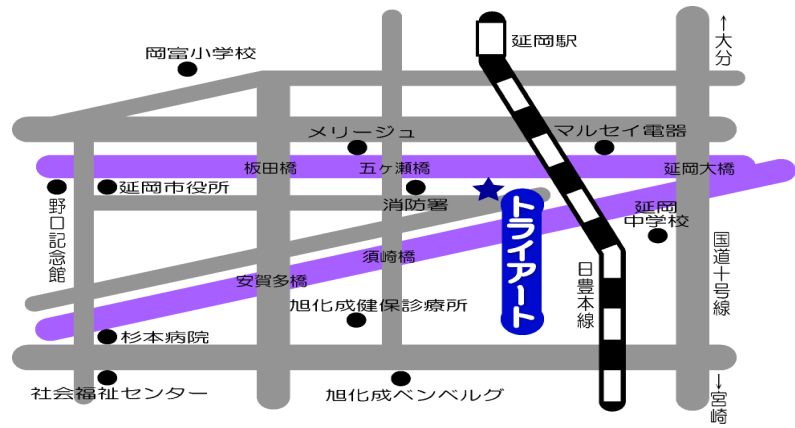 延岡駅
↑大分
岡富小学校
メリージュ
マルセイ電器
板田橋
五ヶ瀬橋
延岡大橋
延岡市役所
消防署
野口記念館
トライアート
延岡
中学校
国道十号線
日豊本線
須崎橋
安賀多橋
旭化成健保診療所
杉本病院
社会福祉センター
旭化成ベンベルグ
↓宮崎